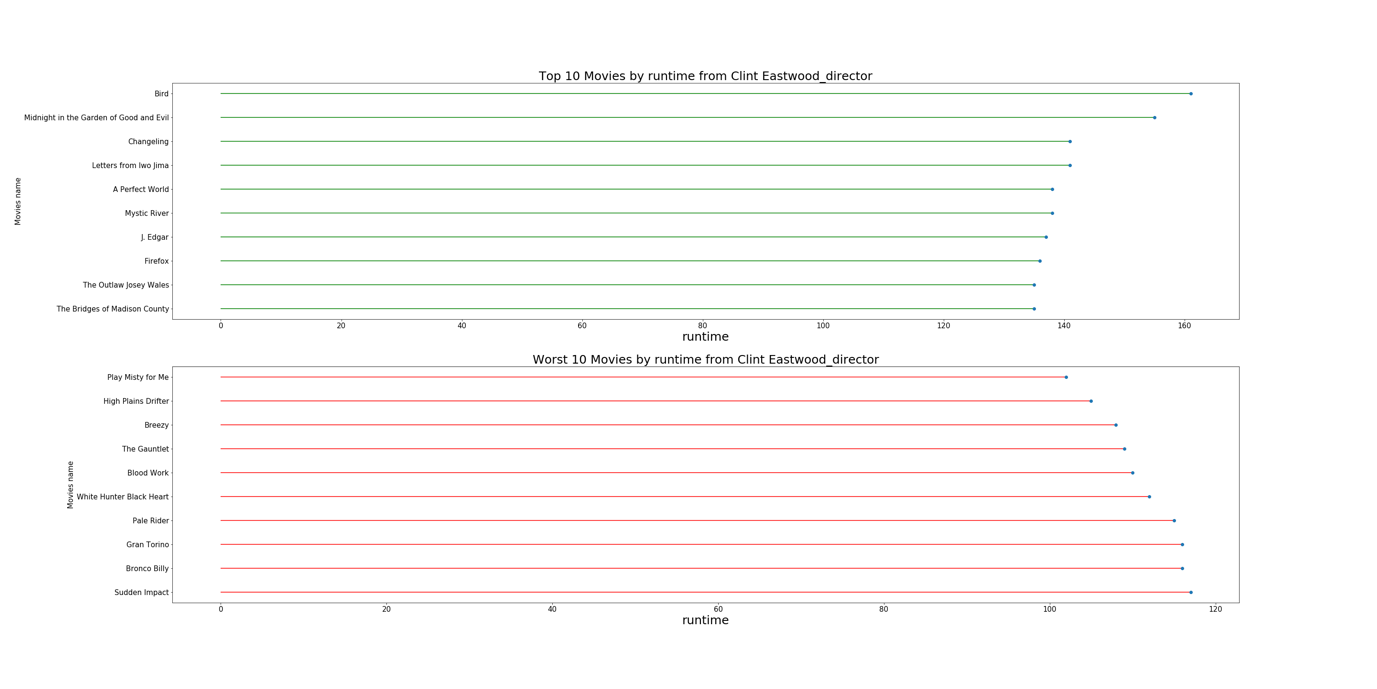 Top 10 Movies by runtime from Clint Eastwood_director
Movies name
Bird
Midnight in the Garden of Good and Evil
Changeling
Letters from Iwo Jima
A Perfect World
Mystic River
J. Edgar
Firefox
The Outlaw Josey Wales
The Bridges of Madison County
0 20 40 60 80 100 120 140 160
runtime
Worst 10 Movies by runtime from Clint Eastwood_director
Movies name
Play Misty for Me
High Plains Drifter
Breezy
The Gauntlet
Blood Work
White Hunter Black Heart
Pale Rider
Gran Torino
Bronco Billy
Sudden Impact
0 20 40 60 80 100 120
runtime